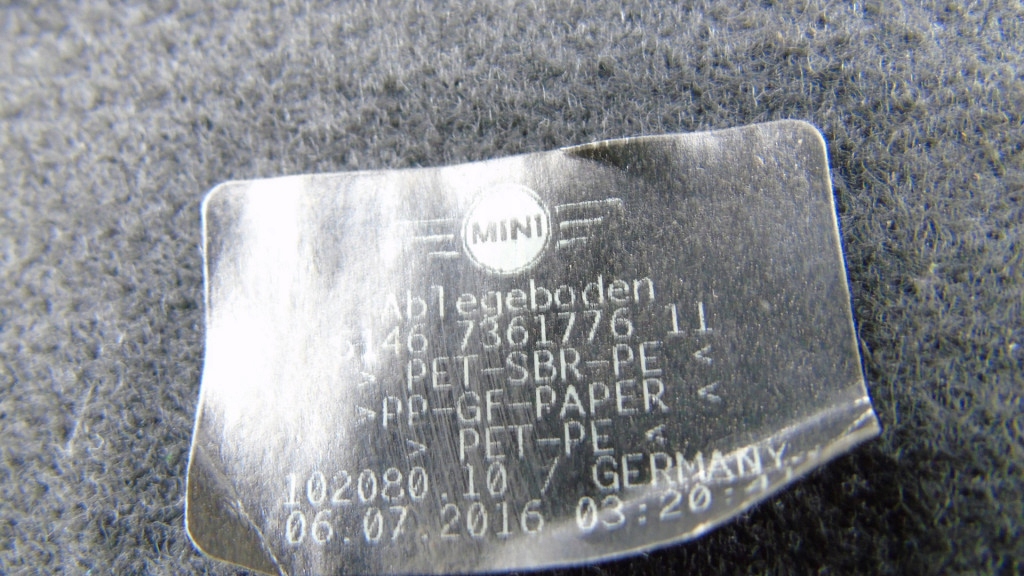 MINI
Ablegeboden
5146 7361776 11
> PET-SBR-PE <
>PP-GF-PAPER <
> PET-PE <
102080.10 / GERMANY
06.07.2016 03:20: